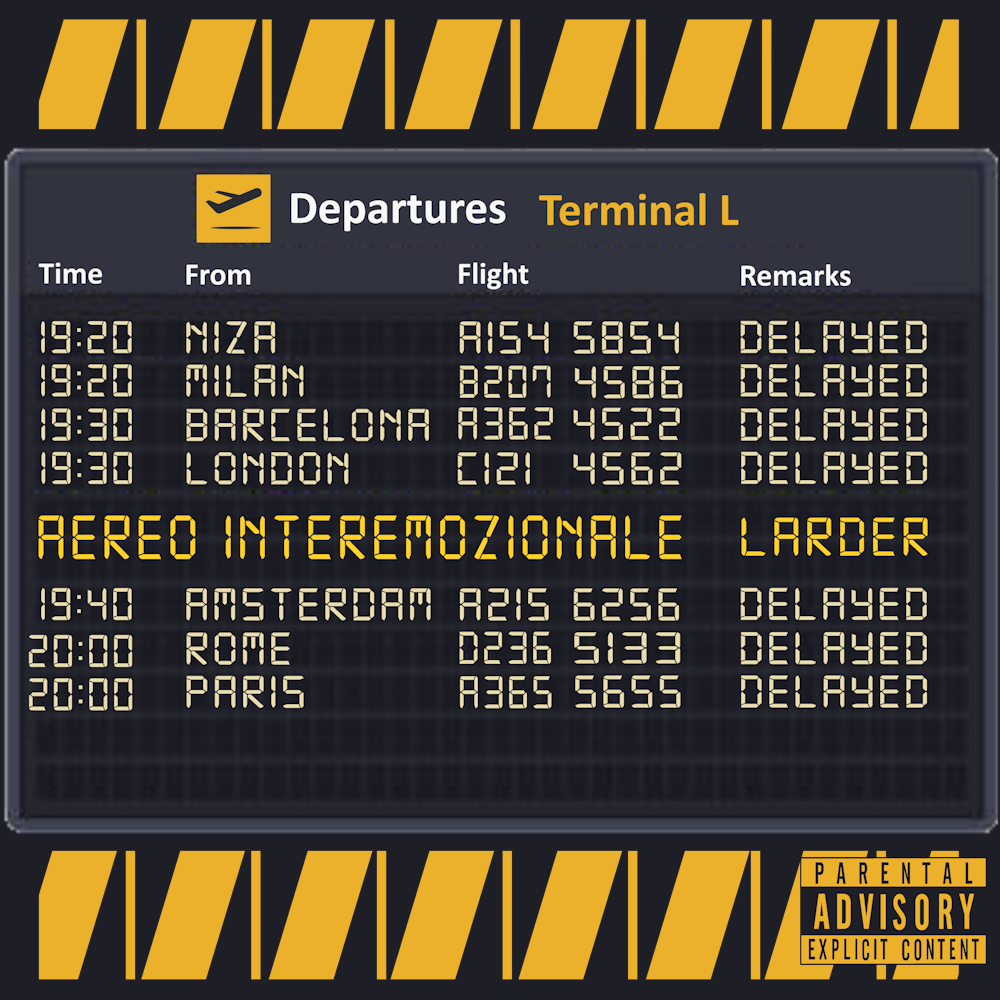 Departures Terminal L
Time From Flight Remarks
19:20 NIZA A154 5854 DELAYED
19:20 MILAN B207 4586 DELAYED
19:30 BARCELONA A362 4522 DELAYED
19:30 LONDON C121 4562 DELAYED
AEREO INTEREMOZIONALE LARDER
19:40 AMSTERDAM A215 6256 DELAYED
20:00 ROME D236 5133 DELAYED
20:00 PARIS A365 5655 DELAYED
PARENTAL
ADVISORY
EXPLICIT CONTENT